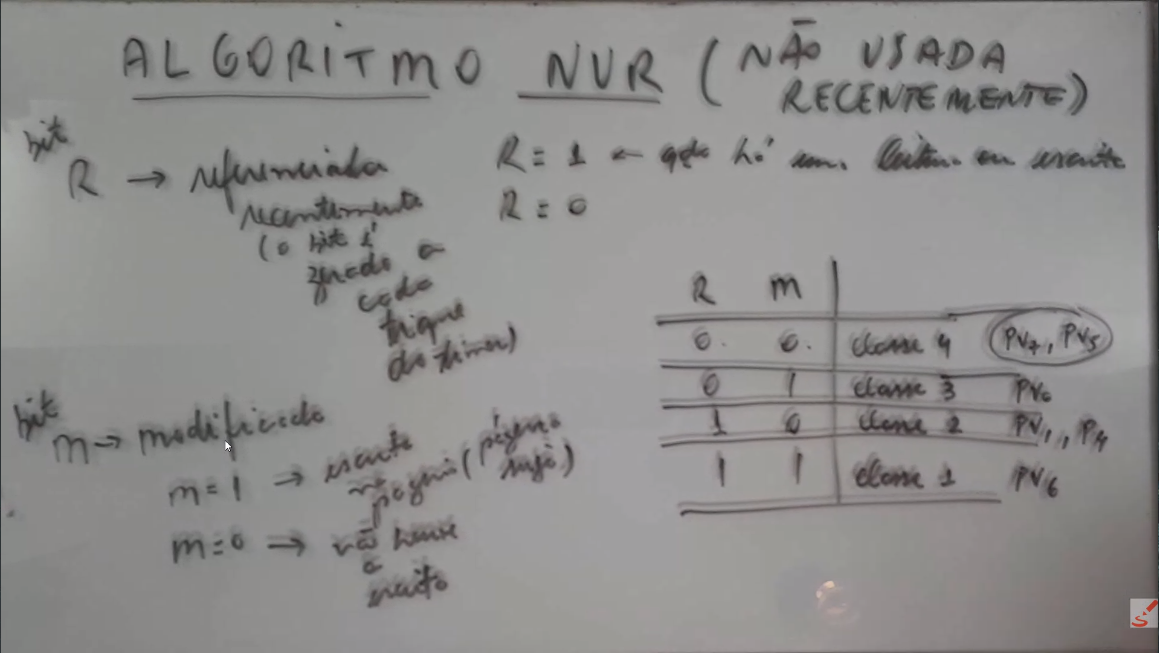 ALGORITMO NUR (NÃO USADA
RECENTEMENTE)
bit
R → referenciada
recentemente
(o bit é
zerado a
cada
tique
do timer)
R = 1 ← qdo há um leitura ou escrita
R = 0
R M
0 0 classe 4 PV7, PV5
0 1 classe 3 PV0
1 0 classe 2 PV1, P4
1 1 classe 1 PV6
bit
M → modificado
m = 1 → escrita
na
página (página
suja)
m = 0 → não houve
a
escrita